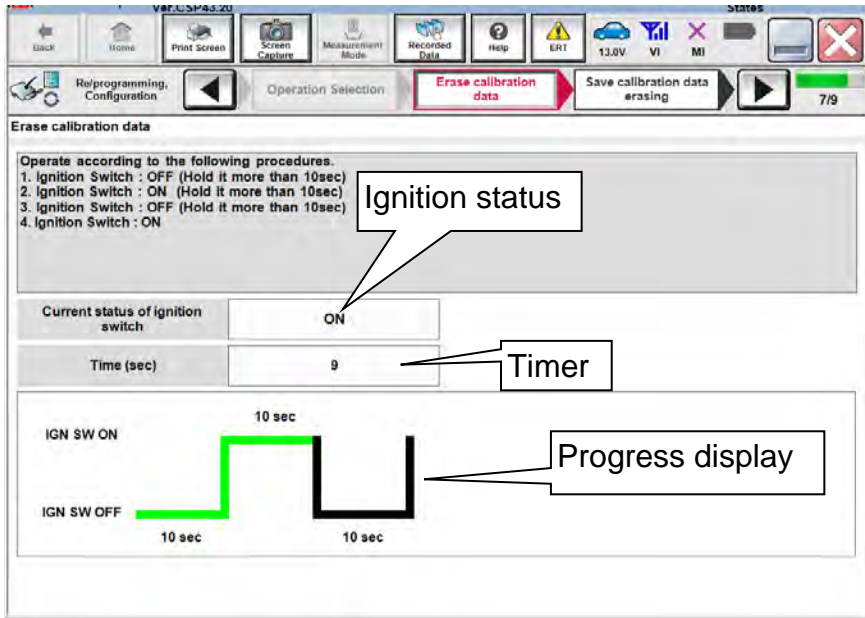 Ver.CSP43.20
States
Back
Home
Print Screen
Screen
Capture
Measurement
Mode
Recorded
Data
Help
ERT
13.0V
VI
MI
Re/programming,
Configuration
Operation Selection
Erase calibration
data
Save calibration data
erasing
7/9
Erase calibration data
Operate according to the following procedures.
1. Ignition Switch : OFF (Hold it more than 10sec)
2. Ignition Switch : ON (Hold it more than 10sec)
3. Ignition Switch : OFF (Hold it more than 10sec)
4. Ignition Switch : ON
Ignition status
Current status of ignition
switch
ON
Time (sec)
9
Timer
10 sec
IGN SW ON
Progress display
IGN SW OFF
10 sec
10 sec